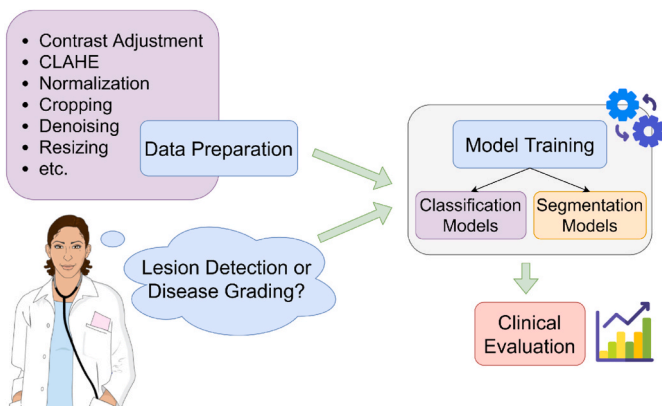 • Contrast Adjustment
• CLAHE
• Normalization
• Cropping
• Denoising
• Resizing
• etc.
Data Preparation
Lesion Detection or
Disease Grading?
Model Training
Classification
Models
Segmentation
Models
Clinical
Evaluation